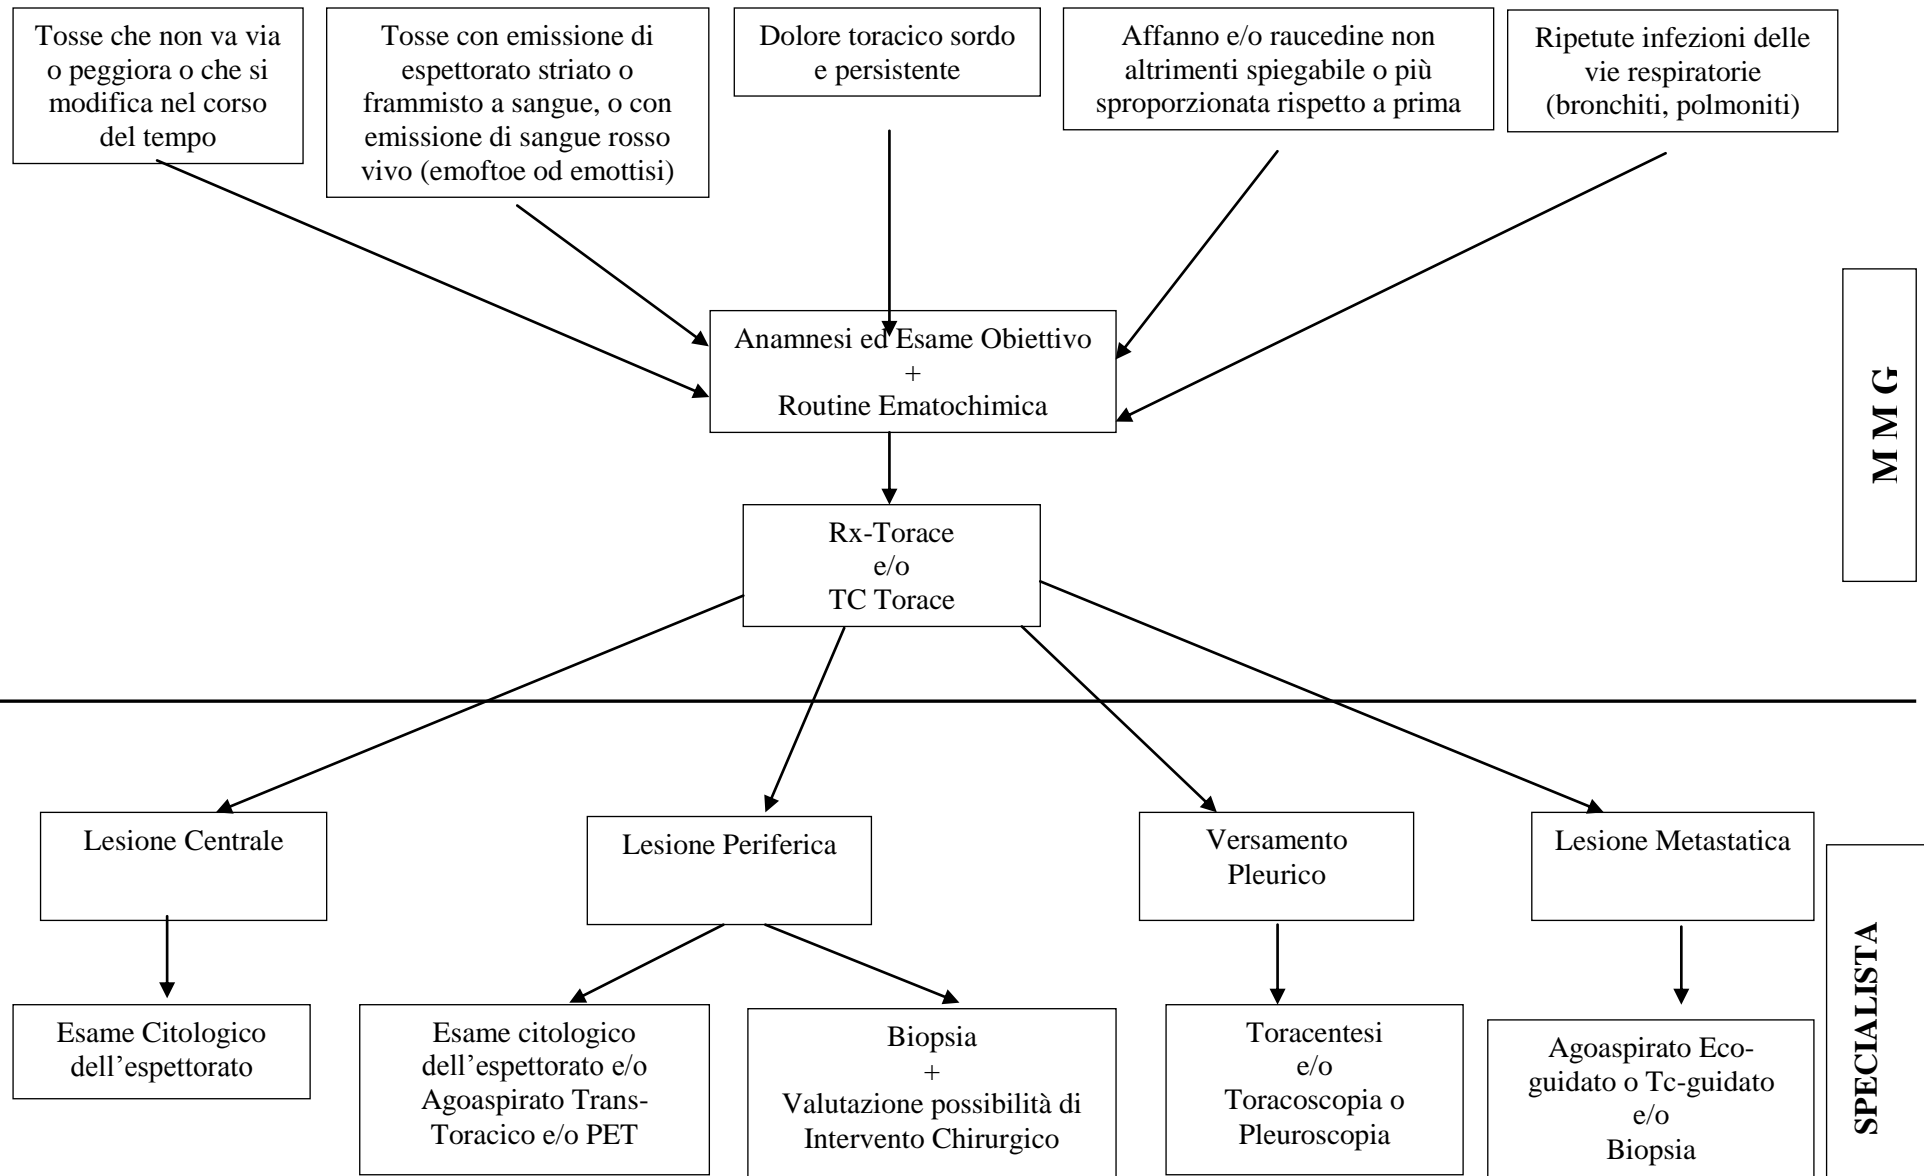 Tosse che non va via
o peggiora o che si
modifica nel corso
del tempo
Tosse con emissione di
espettorato striato o
frammisto a sangue, o con
emissione di sangue rosso
vivo (emoftoe od emottisi)
Dolore toracico sordo
e persistente
Affanno e/o raucedine non
altrimenti spiegabile o più
sproporzionata rispetto a prima
Ripetute infezioni delle
vie respiratorie
(bronchiti, polmoniti)
Anamnesi ed Esame Obiettivo
+
Routine Ematochimica
M M G
Rx-Torace
e/o
TC Torace
Lesione Centrale
Lesione Periferica
Versamento
Pleurico
Lesione Metastatica
SPECIALISTA
Esame Citologico
dell’espettorato
Esame citologico
dell’espettorato e/o
Agoaspirato Trans-
Toracico e/o PET
Biopsia
+
Valutazione possibilità di
Intervento Chirurgico
Toracentesi
e/o
Toracoscopia o
Pleuroscopia
Agoaspirato Eco-
guidato o Tc-guidato
e/o
Biopsia